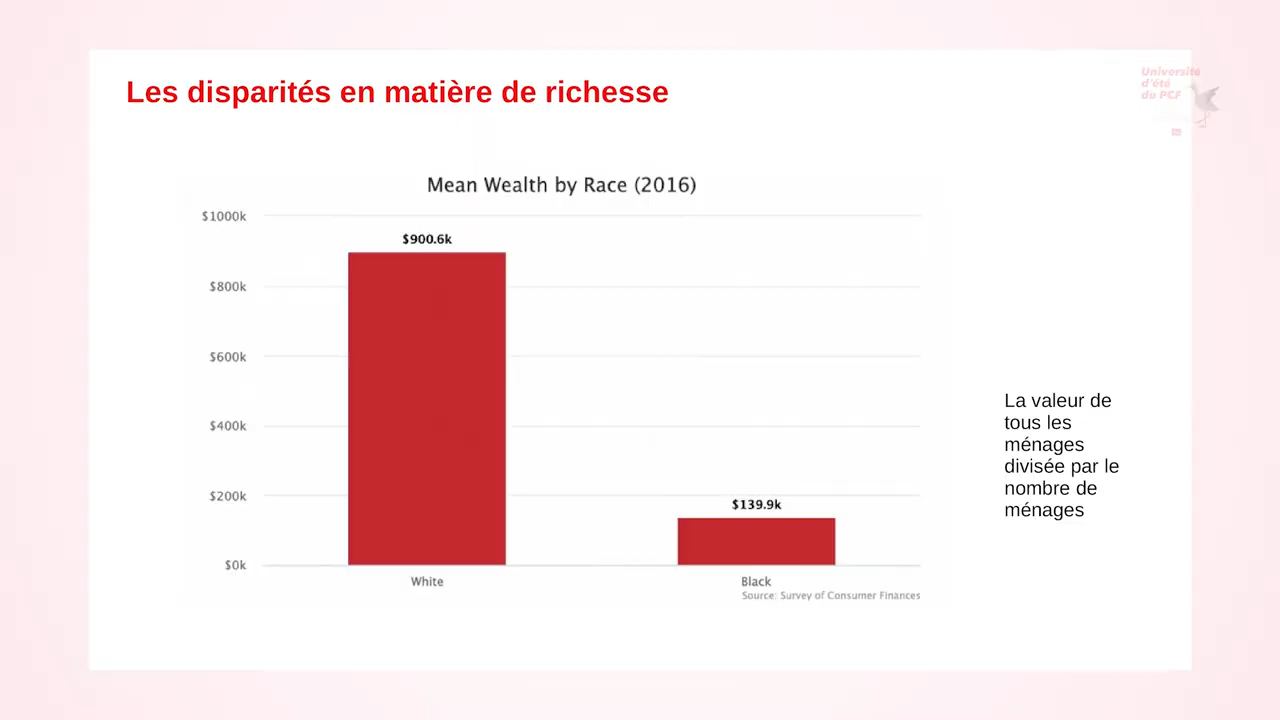 Les disparités en matière de richesse
Université
d'été
du PCF
Mean Wealth by Race (2016)
$1000k
$900.6k
$800k
$600k
$400k
$200k
$139.9k
$0k
White
Black
Source: Survey of Consumer Finances
La valeur de
tous les
ménages
divisée par le
nombre de
ménages